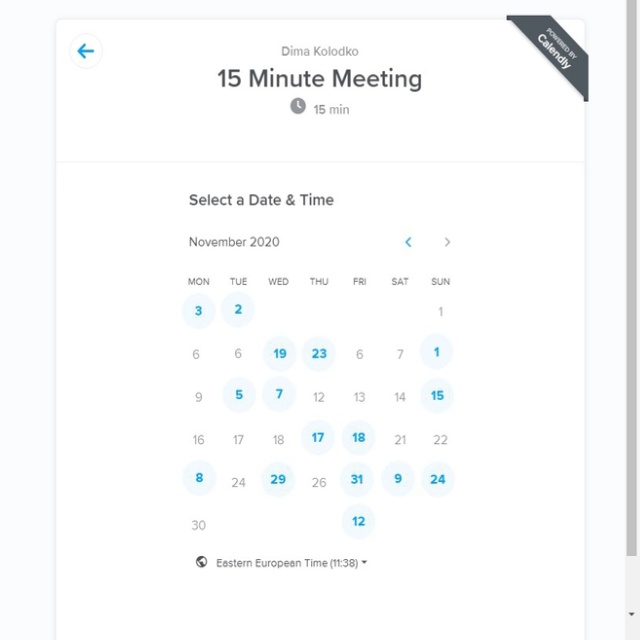 Dima Kolodko
POWERED BY
Calendly
15 Minute Meeting
15 min
Select a Date & Time
November 2020
MON TUE WED THU FRI SAT SUN
3 2 1
6 6 19 23 6 7 1
9 5 7 12 13 14 15
16 17 18 17 18 21 22
8 24 29 26 31 9 24
30 12
Eastern European Time (11:38)